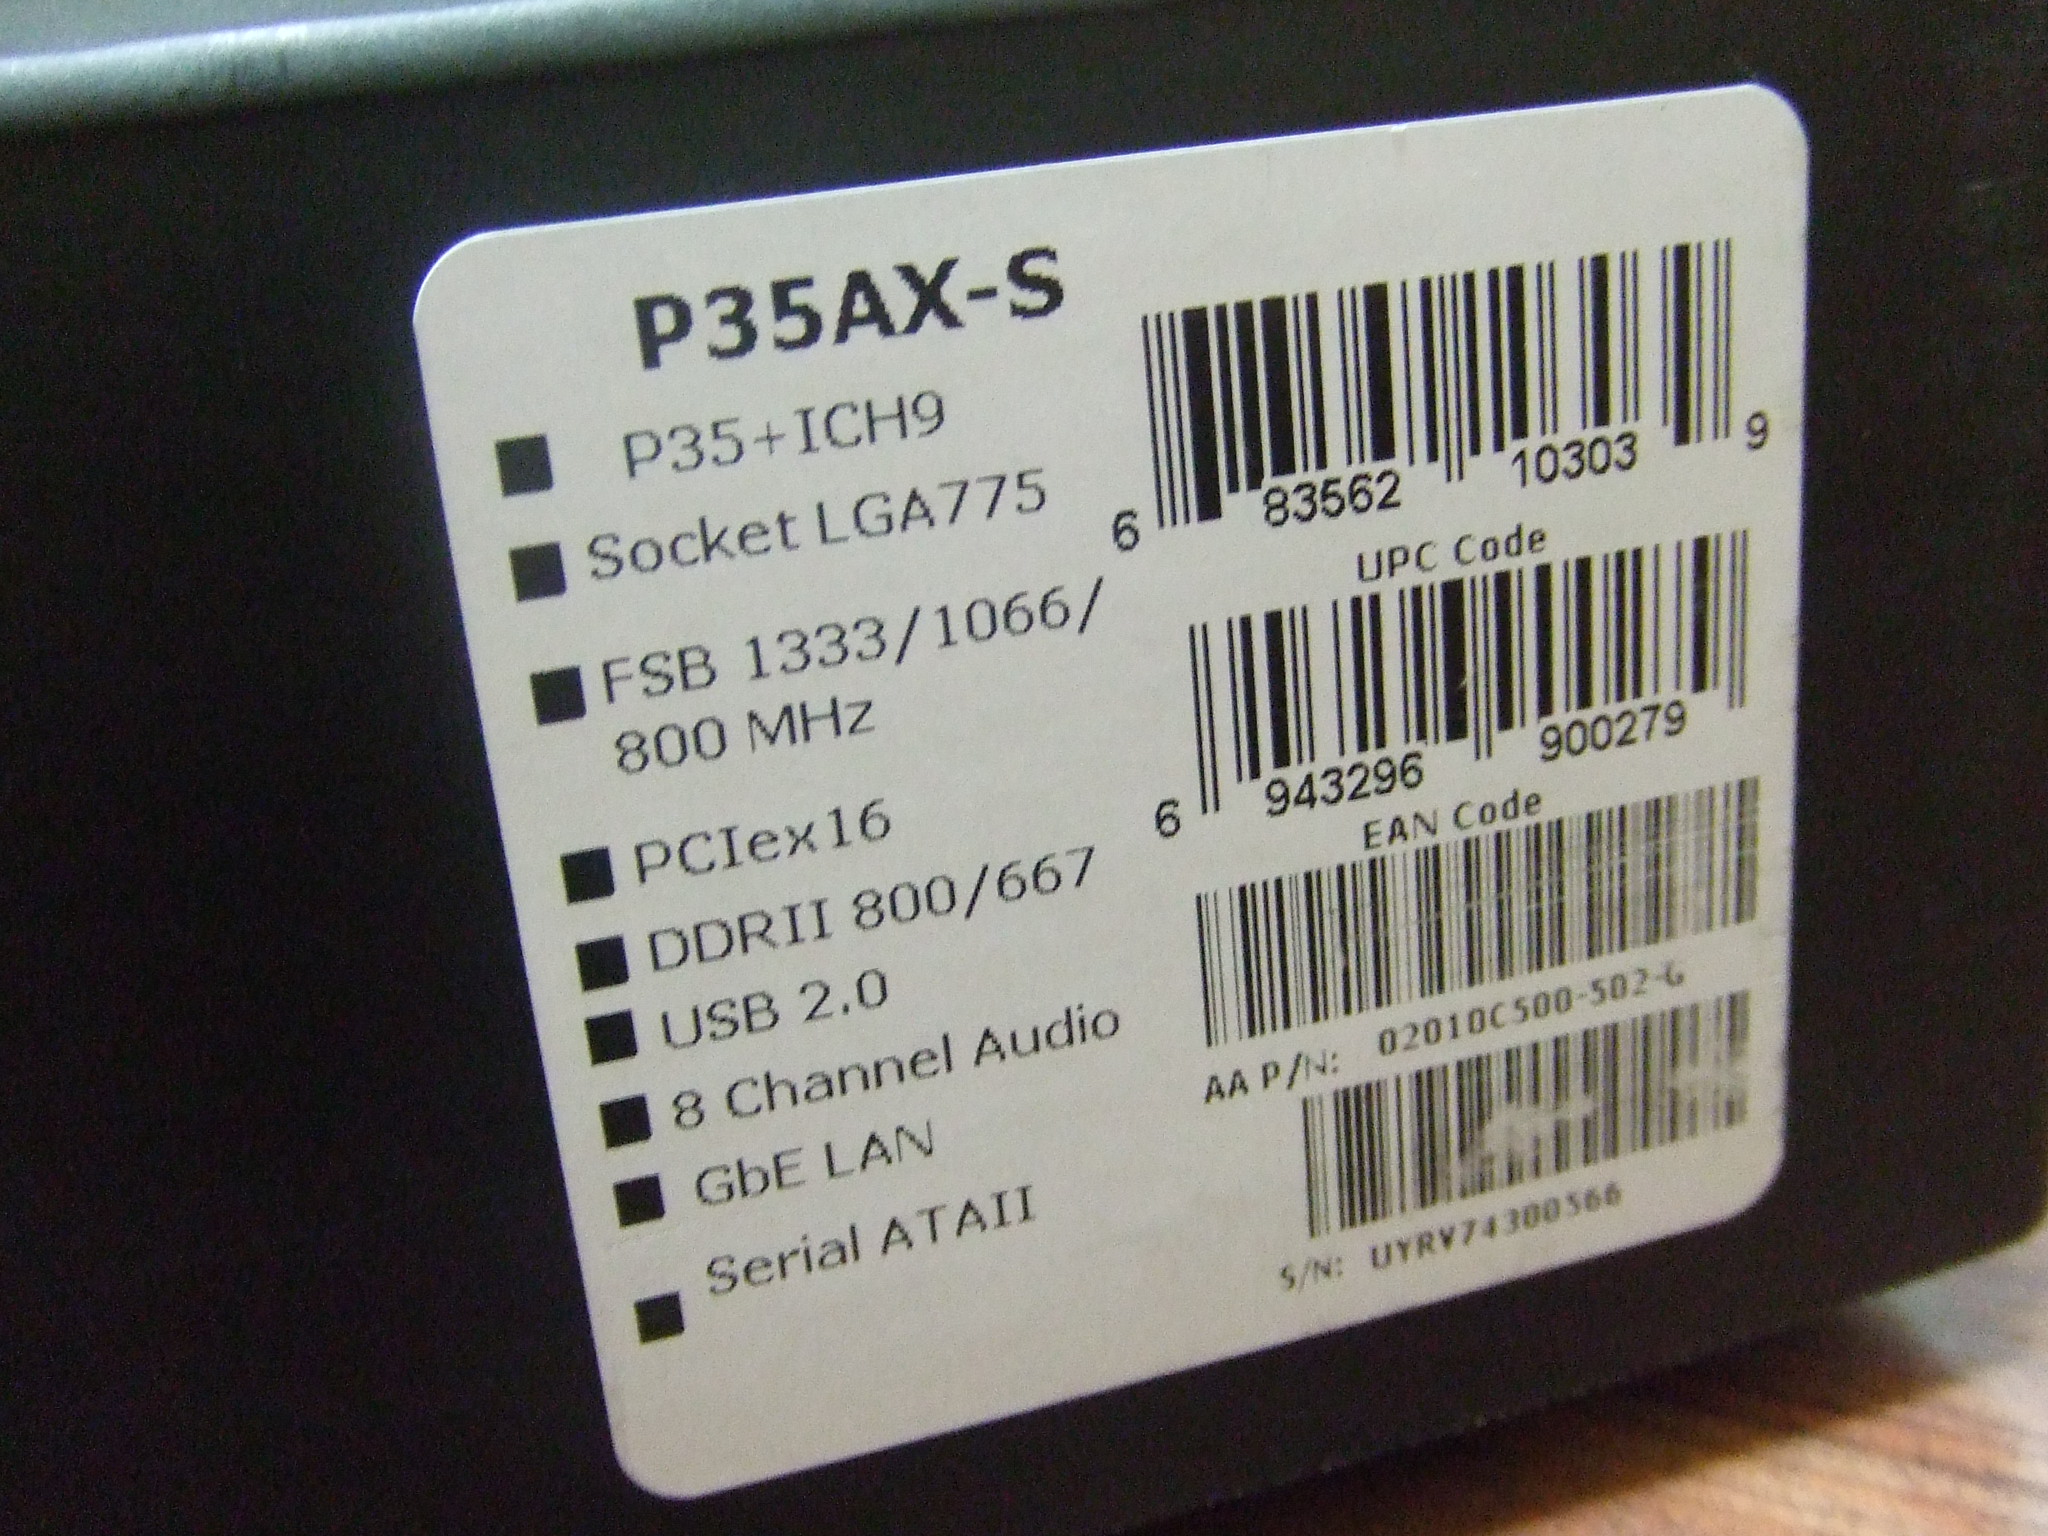 P35AX-S
P35+ICH9
Socket LGA775
FSB 1333/1066/
800 MHz
PCIex16
DDRII 800/667
USB 2.0
8 Channel Audio
GbE LAN
Serial ATAII
6 83562 10303 9
UPC Code
6 943296 900279
EAN Code
AA P/N: 02010C500-502-G
S/N: UYRV74300566